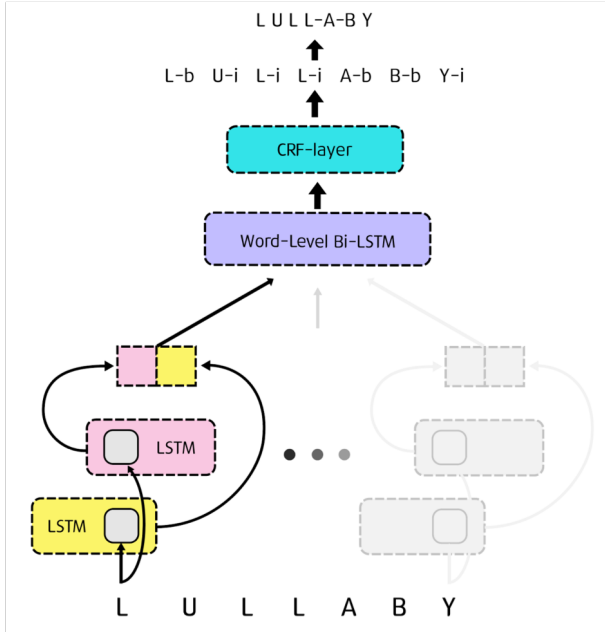 L U L L-A-B Y
L-b U-i L-i L-i A-b B-b Y-i
CRF-layer
Word-Level Bi-LSTM
LSTM
LSTM
L U L L A B Y